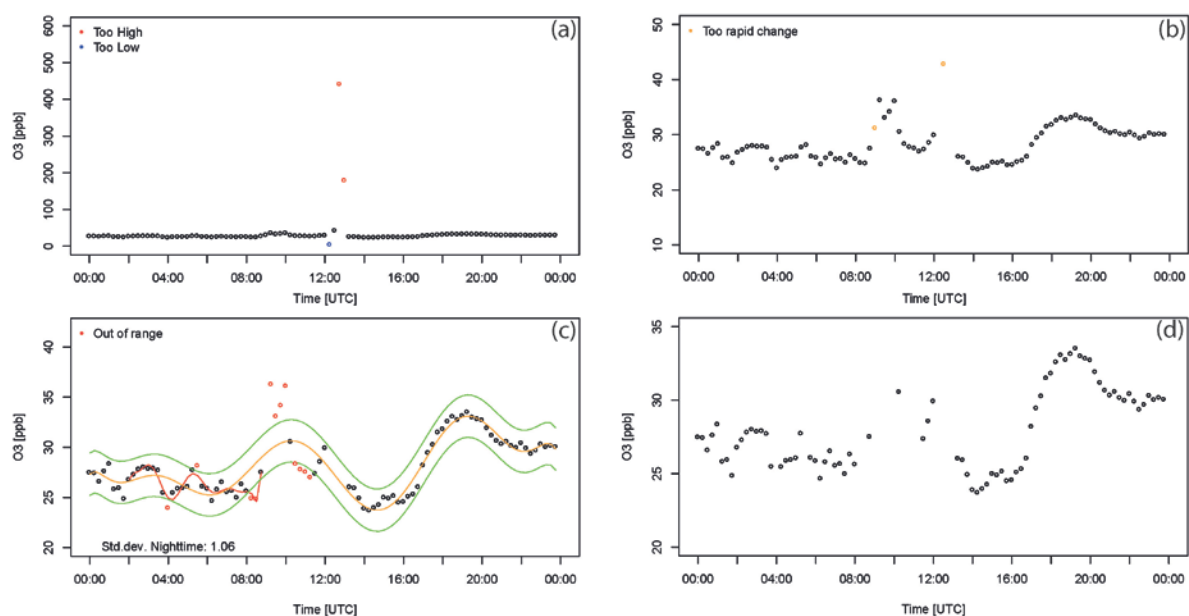 (a)
Too High
Too Low
O3 [ppb]
600
500
400
300
200
100
0
00:00 04:00 08:00 12:00 16:00 20:00 00:00
Time [UTC]
(b)
Too rapid change
O3 [ppb]
50
40
30
20
10
00:00 04:00 08:00 12:00 16:00 20:00 00:00
Time [UTC]
(c)
Out of range
O3 [ppb]
40
35
30
25
20
Std.dev. Nighttime: 1.06
00:00 04:00 08:00 12:00 16:00 20:00 00:00
Time [UTC]
(d)
O3 [ppb]
35
30
25
20
00:00 04:00 08:00 12:00 16:00 20:00 00:00
Time [UTC]